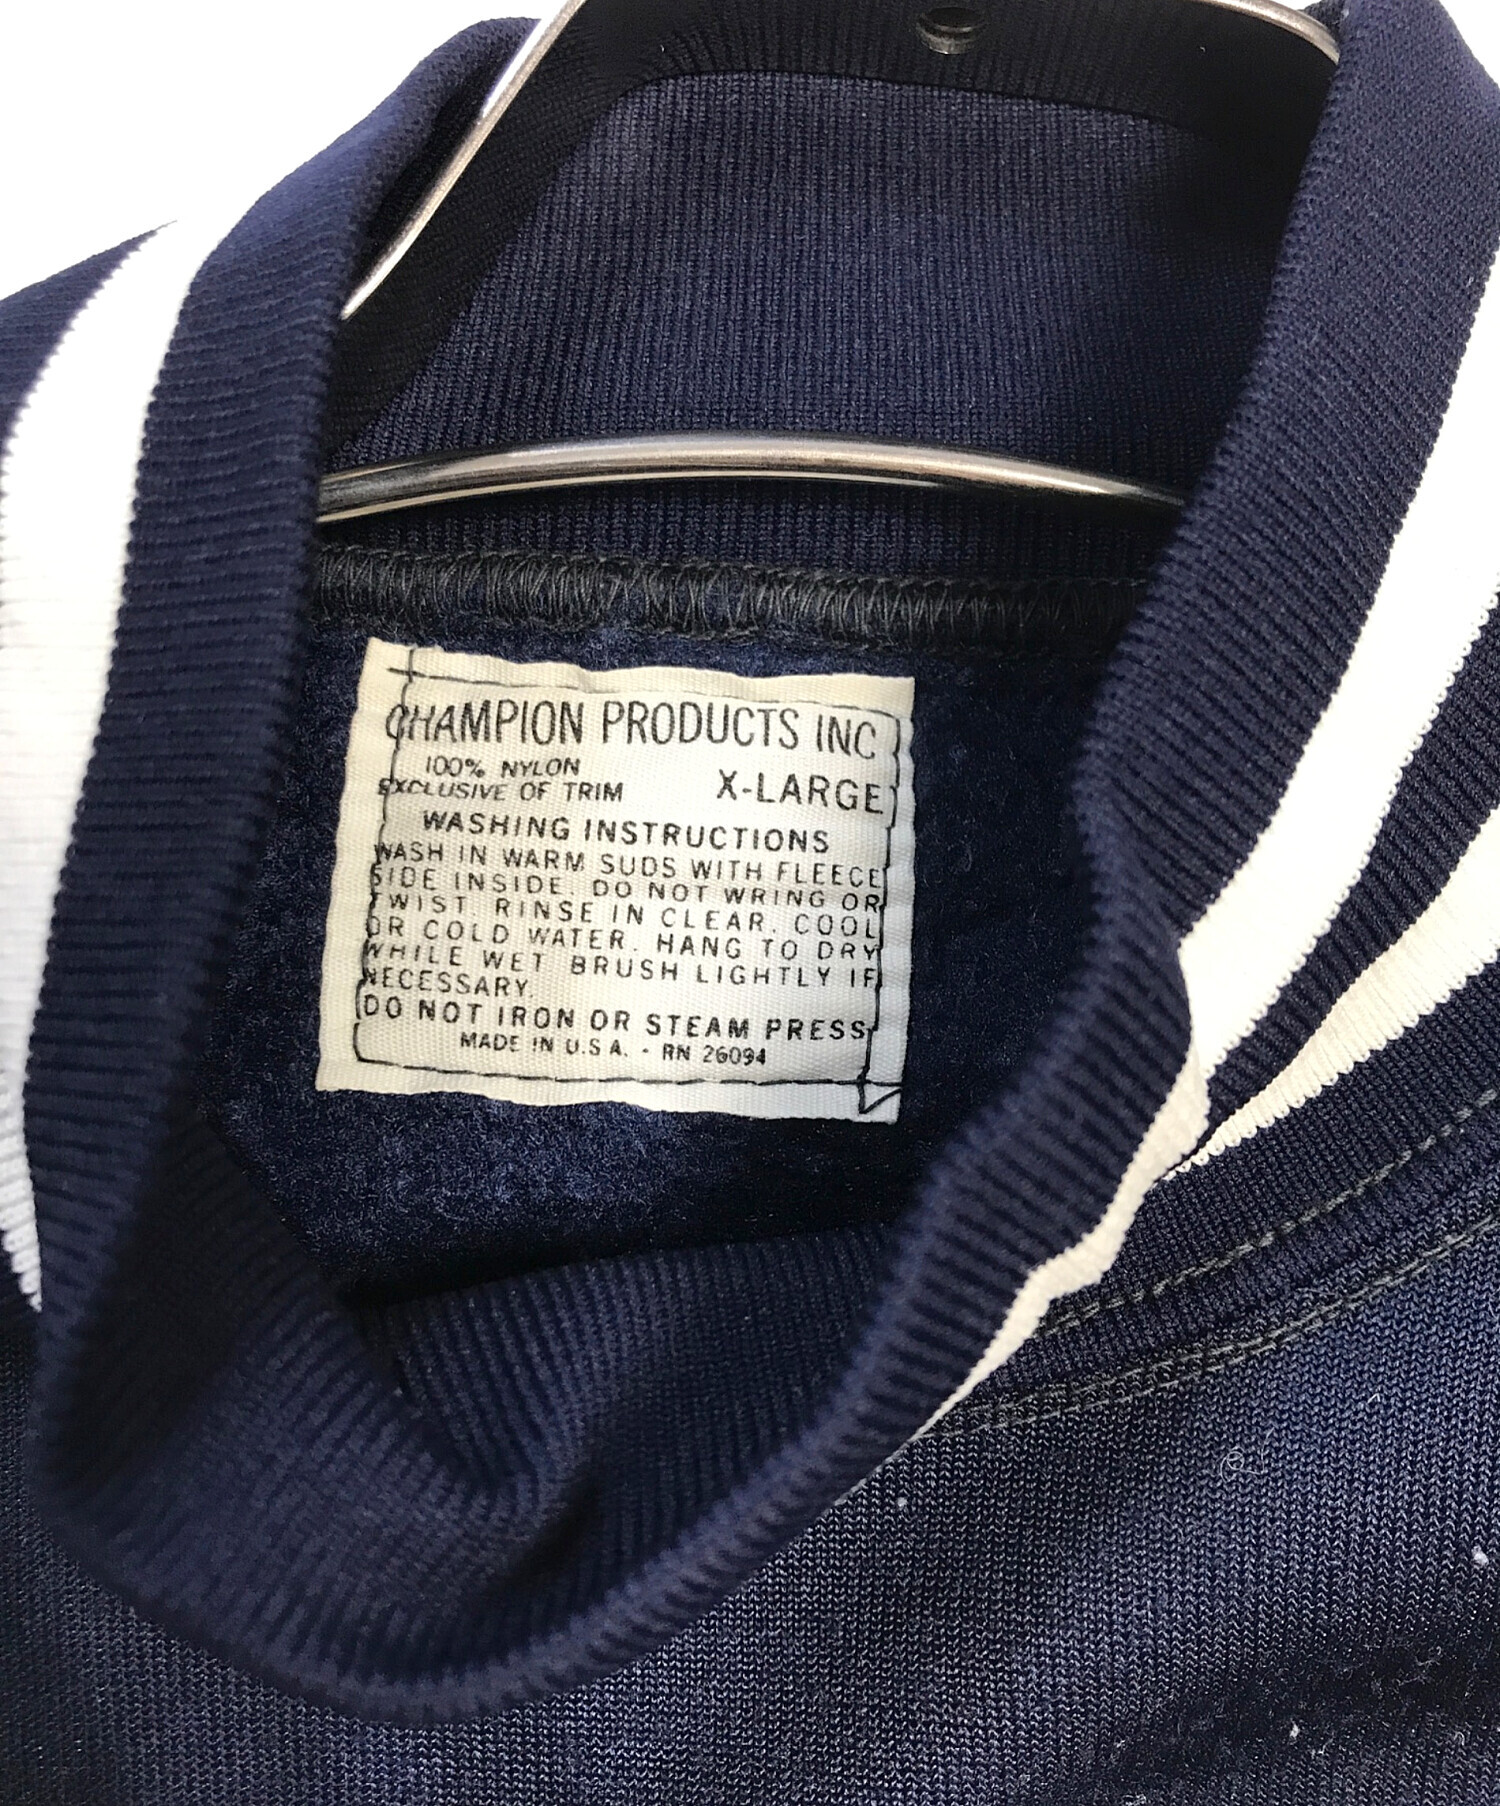 CHAMPION PRODUCTS INC
100% NYLON
EXCLUSIVE OF TRIM X-LARGE
WASHING INSTRUCTIONS
WASH IN WARM SUDS WITH FLEECE
SIDE INSIDE. DO NOT WRING OR
TWIST. RINSE IN CLEAR. COOL
OR COLD WATER. HANG TO DRY
WHILE WET BRUSH LIGHTLY IF
NECESSARY.
DO NOT IRON OR STEAM PRESS
MADE IN U.S.A. · RN 26094